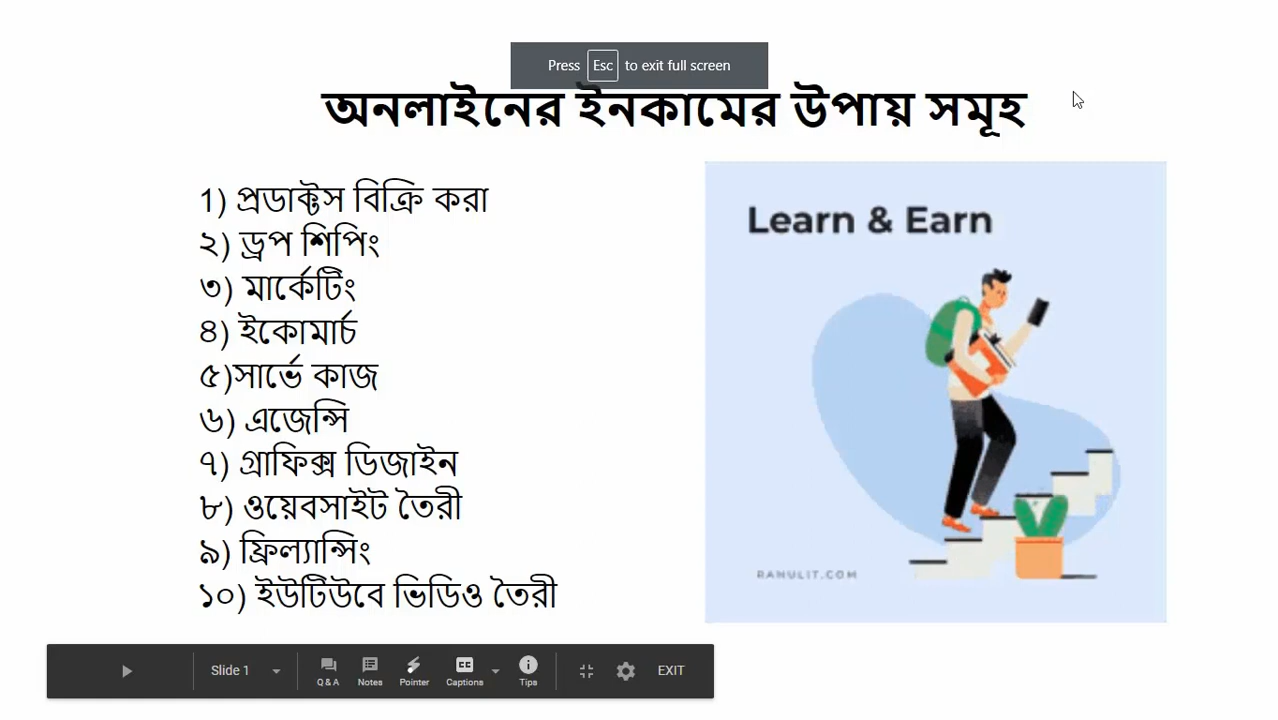 Press Esc to exit full screen
অনলাইনের ইনকামের উপায় সমূহ
1) প্রডাক্টস বিক্রি করা
২) ড্রপ শিপিং
৩) মার্কেটিং
৪) ইকোমার্চ
৫)সার্ভে কাজ
৬) এজেন্সি
৭) গ্রাফিক্স ডিজাইন
৮) ওয়েবসাইট তৈরী
৯) ফ্রিল্যান্সিং
১০) ইউটিউবে ভিডিও তৈরী
Learn & Earn
RANULIT.COM
Slide 1 Q & A Notes Pointer CC Captions Tips EXIT